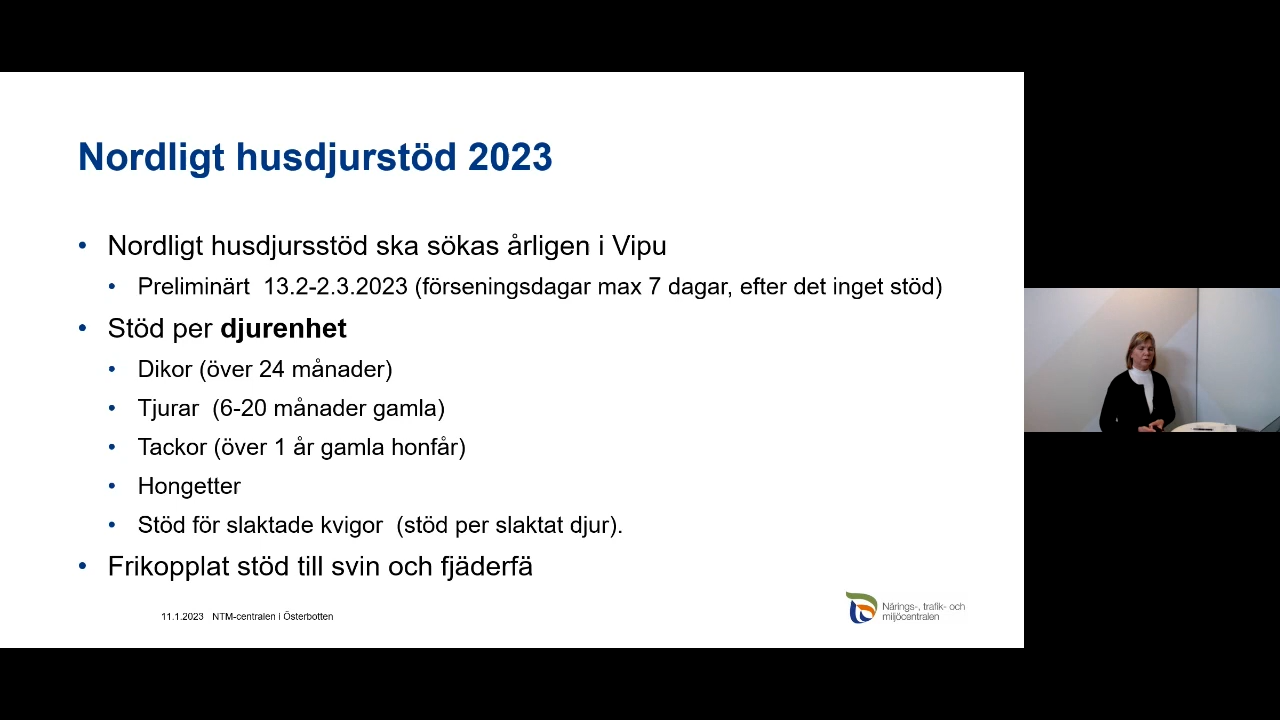 Nordligt husdjurstöd 2023
• Nordligt husdjursstöd ska sökas årligen i Vipu
• Preliminärt  13.2-2.3.2023 (förseningsdagar max 7 dagar, efter det inget stöd)
• Stöd per djurenhet
• Dikor (över 24 månader)
• Tjurar  (6-20 månader gamla)
• Tackor (över 1 år gamla honfår)
• Hongetter
• Stöd för slaktade kvigor  (stöd per slaktat djur).
• Frikopplat stöd till svin och fjäderfä
11.1.2023   NTM-centralen i Österbotten
Närings-, trafik- och
miljöcentralen